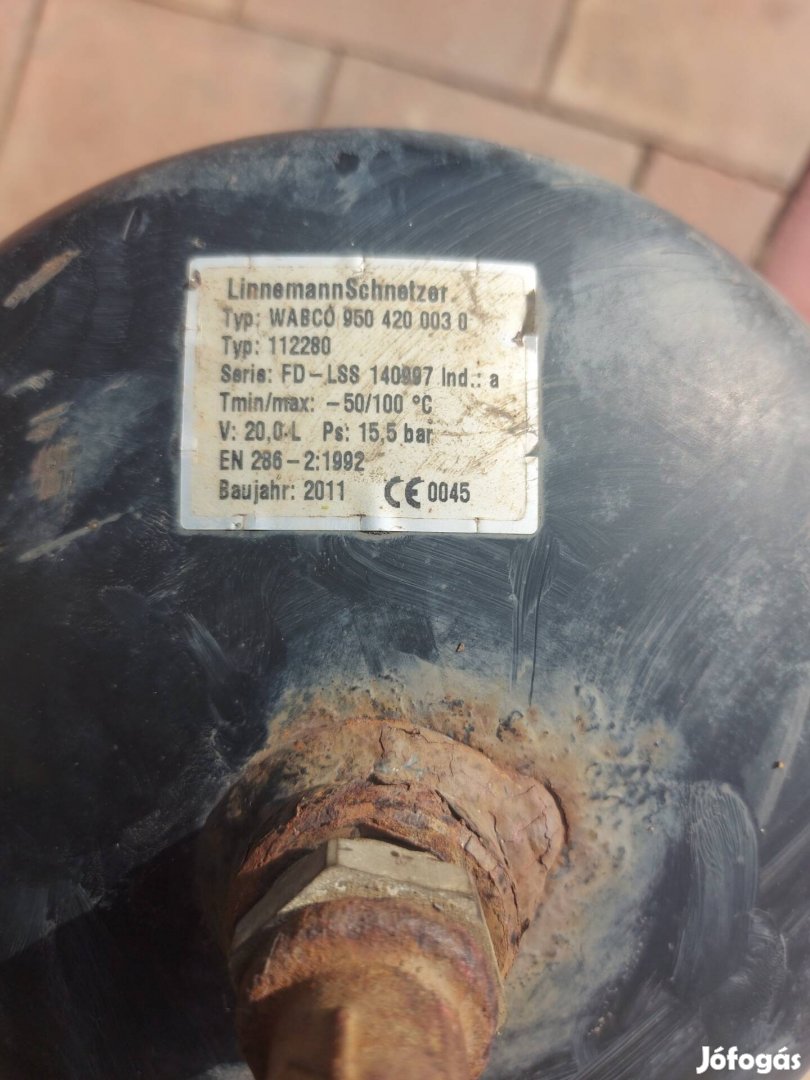 LinnemannSchnetzer
Typ: WABCO 950 420 003 0
Typ: 112280
Serie: FD-LSS 140997 Ind.: a
Tmin/max: -50/100 °C
V: 20,0 L Ps: 15,5 bar
EN 286-2:1992
Baujahr: 2011 CE 0045
Jófogás